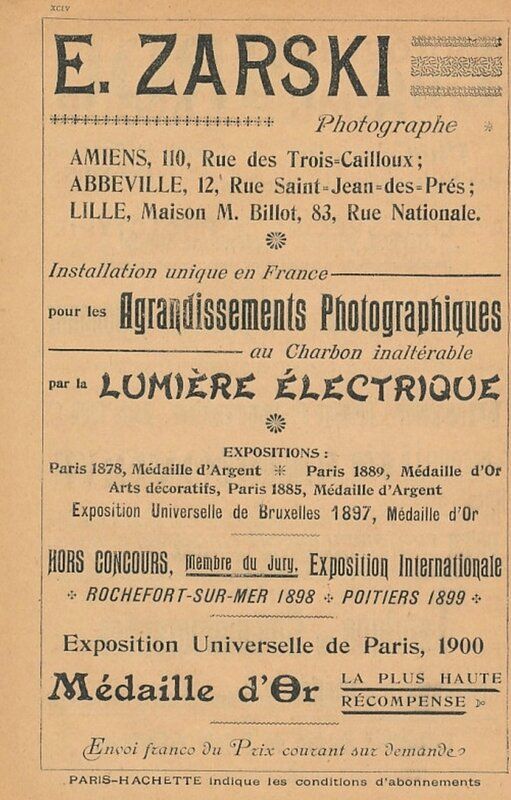 XCIV
E. ZARSKI
Photographe
AMIENS, 110, Rue des Trois-Cailloux ;
ABBEVILLE, 12, Rue Saint-Jean-des-Prés ;
LILLE, Maison M. Billot, 83, Rue Nationale.
Installation unique en France
pour les Agrandissements Photographiques
au Charbon inaltérable
par la LUMIÈRE ÉLECTRIQUE
EXPOSITIONS :
Paris 1878, Médaille d'Argent Paris 1889, Médaille d'Or
Arts décoratifs, Paris 1885, Médaille d'Argent
Exposition Universelle de Bruxelles 1897, Médaille d'Or
HORS CONCOURS, Membre du Jury, Exposition Internationale
ROCHEFORT-SUR-MER 1898 POITIERS 1899
Exposition Universelle de Paris, 1900
Médaille d'Or LA PLUS HAUTE
RÉCOMPENSE
Envoi franco du Prix courant sur demande
PARIS-HACHETTE indique les conditions d'abonnements